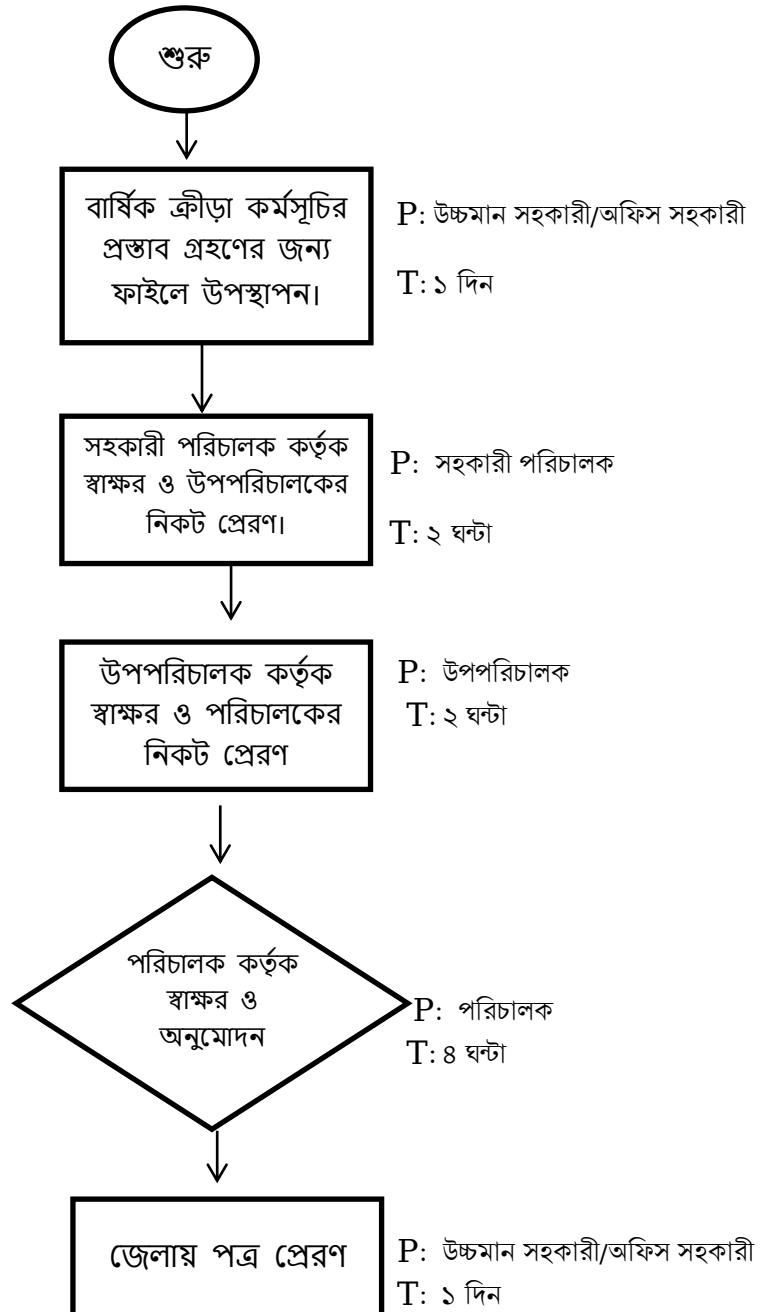 শুরু
বার্ষিক ক্রীড়া কর্মসূচির
প্রস্তাব গ্রহণের জন্য
ফাইলে উপস্থাপন।
P: উচ্চমান সহকারী/অফিস সহকারী
T: ১ দিন
সহকারী পরিচালক কর্তৃক
স্বাক্ষর ও উপপরিচালকের
নিকট প্রেরণ।
P: সহকারী পরিচালক
T: ২ ঘন্টা
উপপরিচালক কর্তৃক
স্বাক্ষর ও পরিচালকের
নিকট প্রেরণ
P: উপপরিচালক
T: ২ ঘন্টা
পরিচালক কর্তৃক
স্বাক্ষর ও
অনুমোদন
P: পরিচালক
T: ৪ ঘন্টা
জেলায় পত্র প্রেরণ
P: উচ্চমান সহকারী/অফিস সহকারী
T: ১ দিন